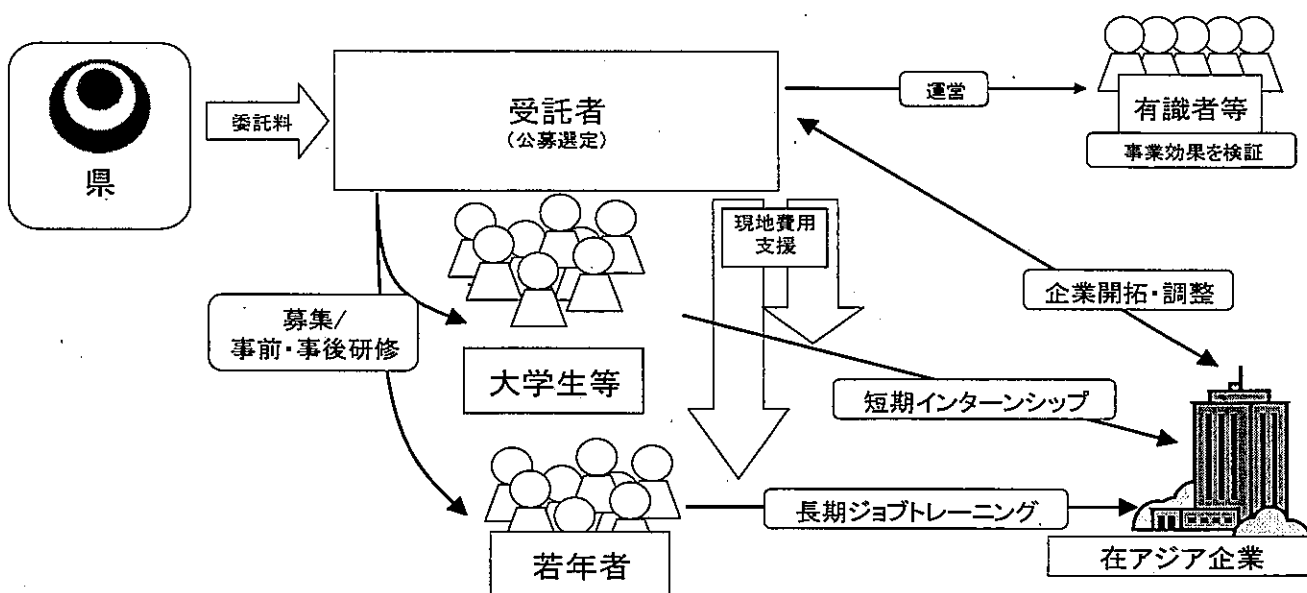 県
委託料
受託者
(公募選定)
運営
有識者等
事業効果を検証
現地費用
支援
企業開拓・調整
募集/
事前・事後研修
大学生等
短期インターンシップ
若年者
長期ジョブトレーニング
在アジア企業